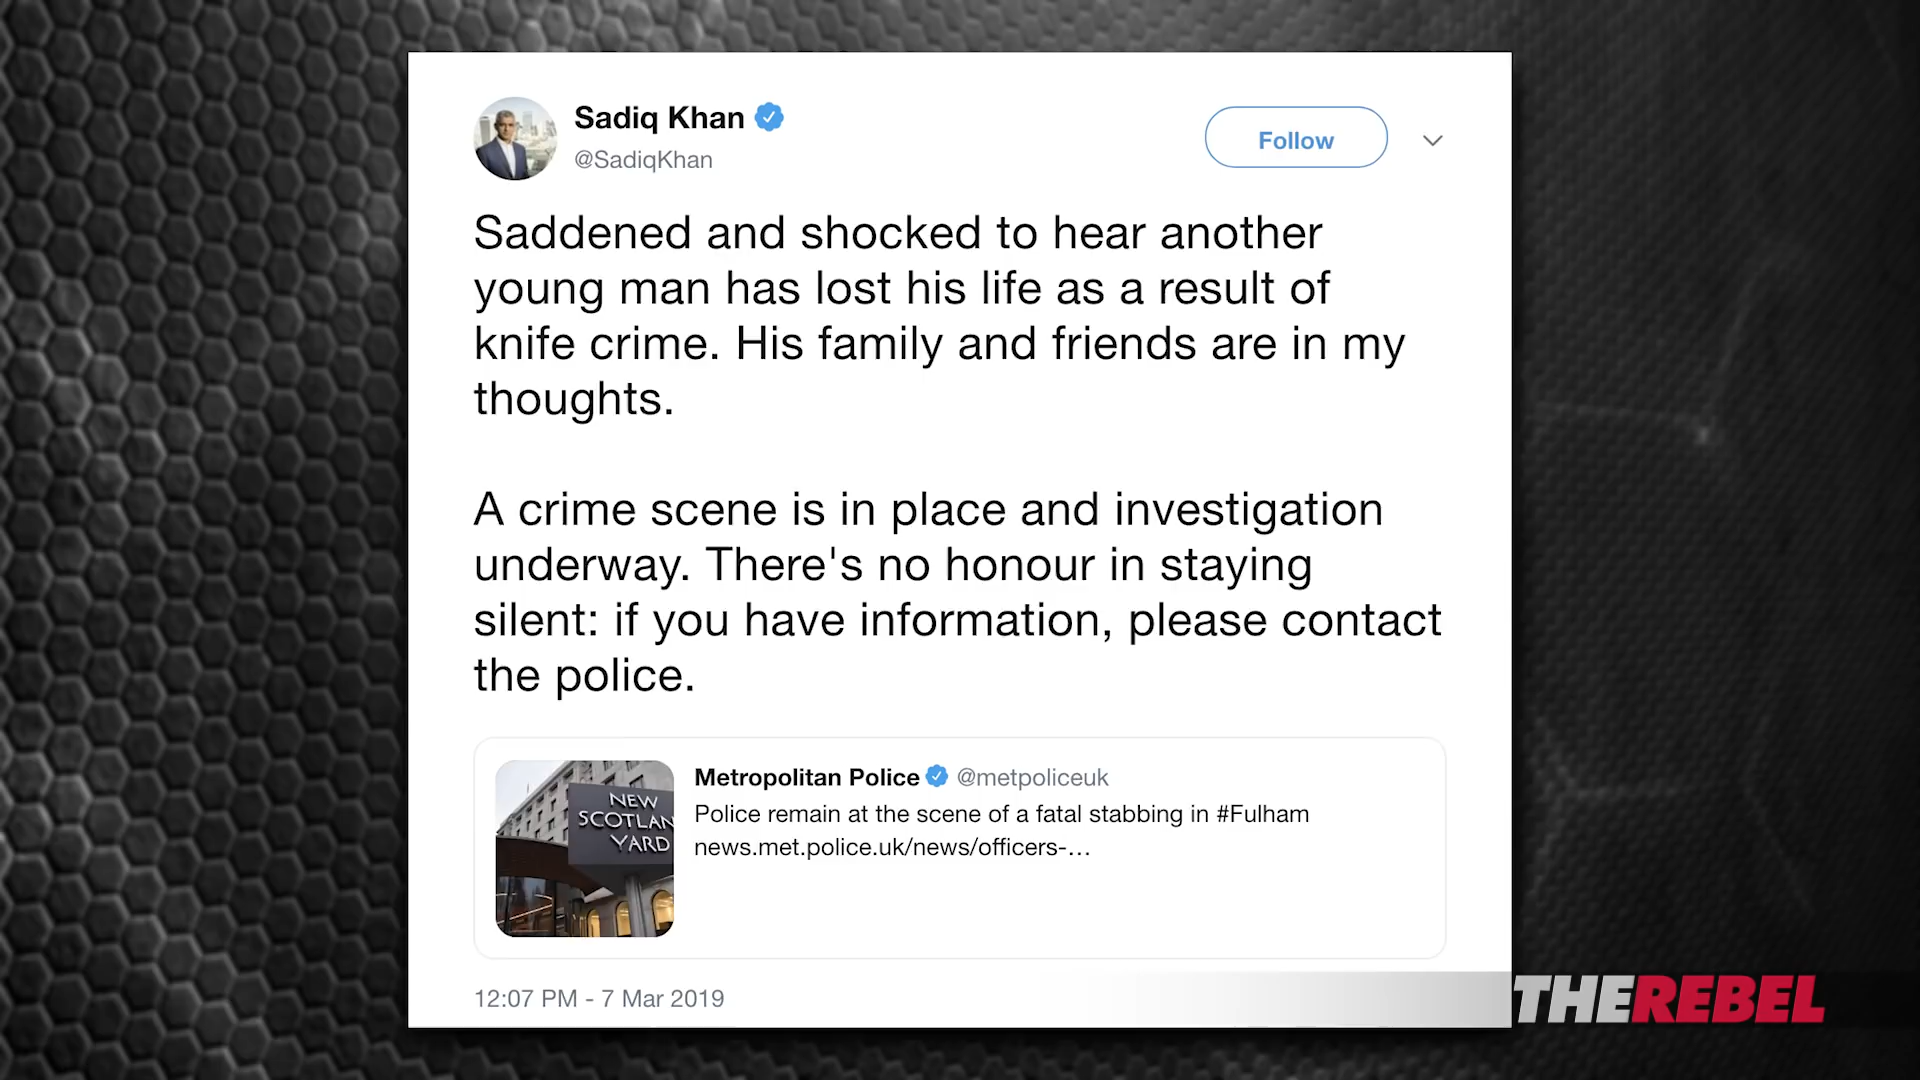 Sadiq Khan
@SadiqKhan
Follow
Saddened and shocked to hear another
young man has lost his life as a result of
knife crime. His family and friends are in my
thoughts.
A crime scene is in place and investigation
underway. There's no honour in staying
silent: if you have information, please contact
the police.
NEW
SCOTLAN
YARD
Metropolitan Police @metpoliceuk
Police remain at the scene of a fatal stabbing in #Fulham
news.met.police.uk/news/officers-…
12:07 PM - 7 Mar 2019
THEREBEL